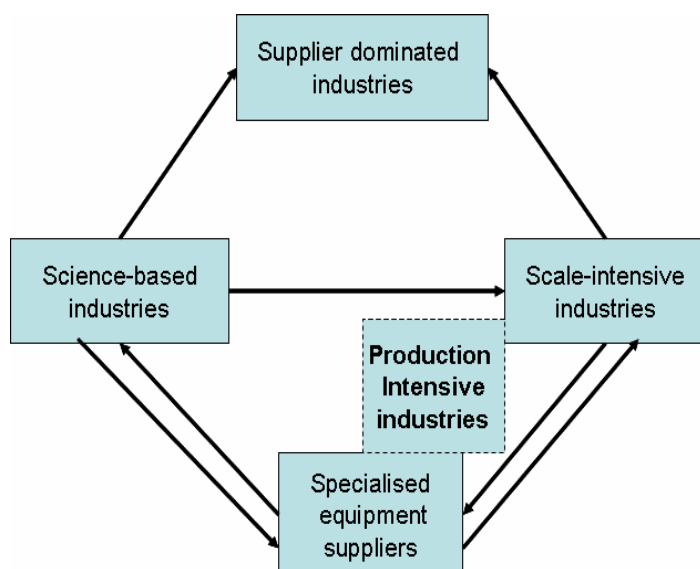 Supplier dominated
industries
Science-based
industries
Scale-intensive
industries
Production
Intensive
industries
Specialised
equipment
suppliers